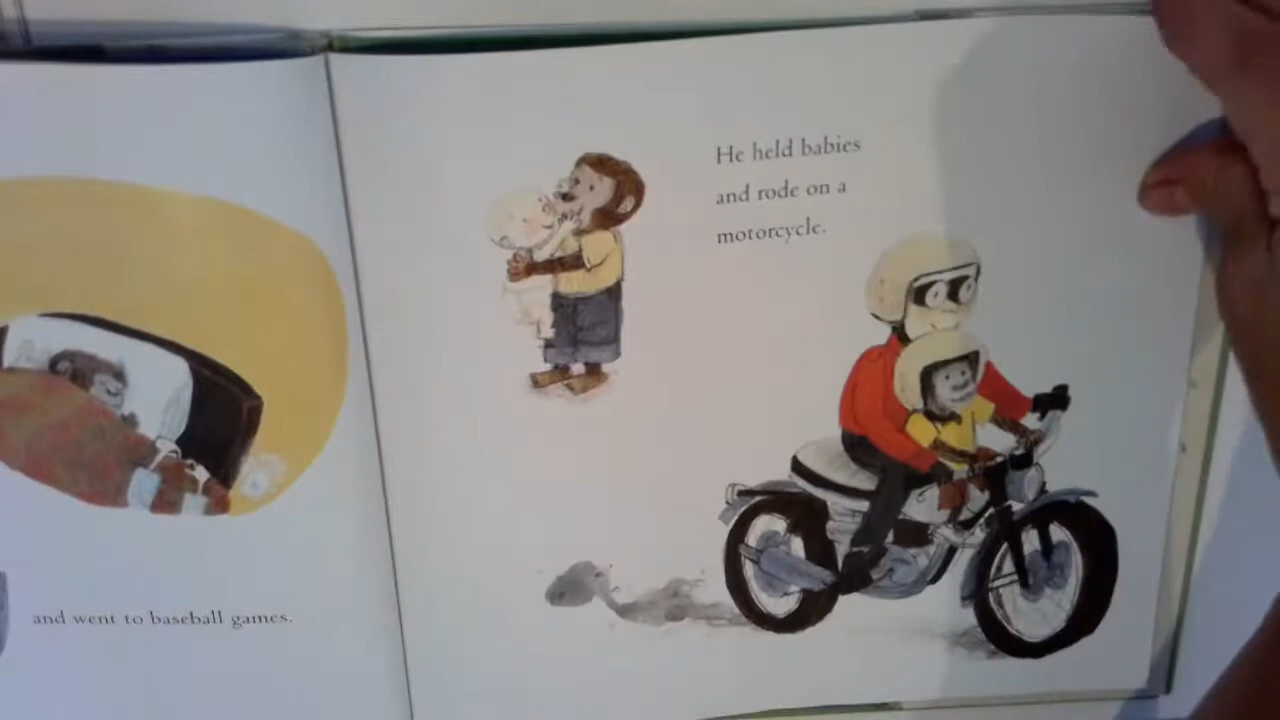 and went to baseball games.
He held babies
and rode on a
motorcycle.